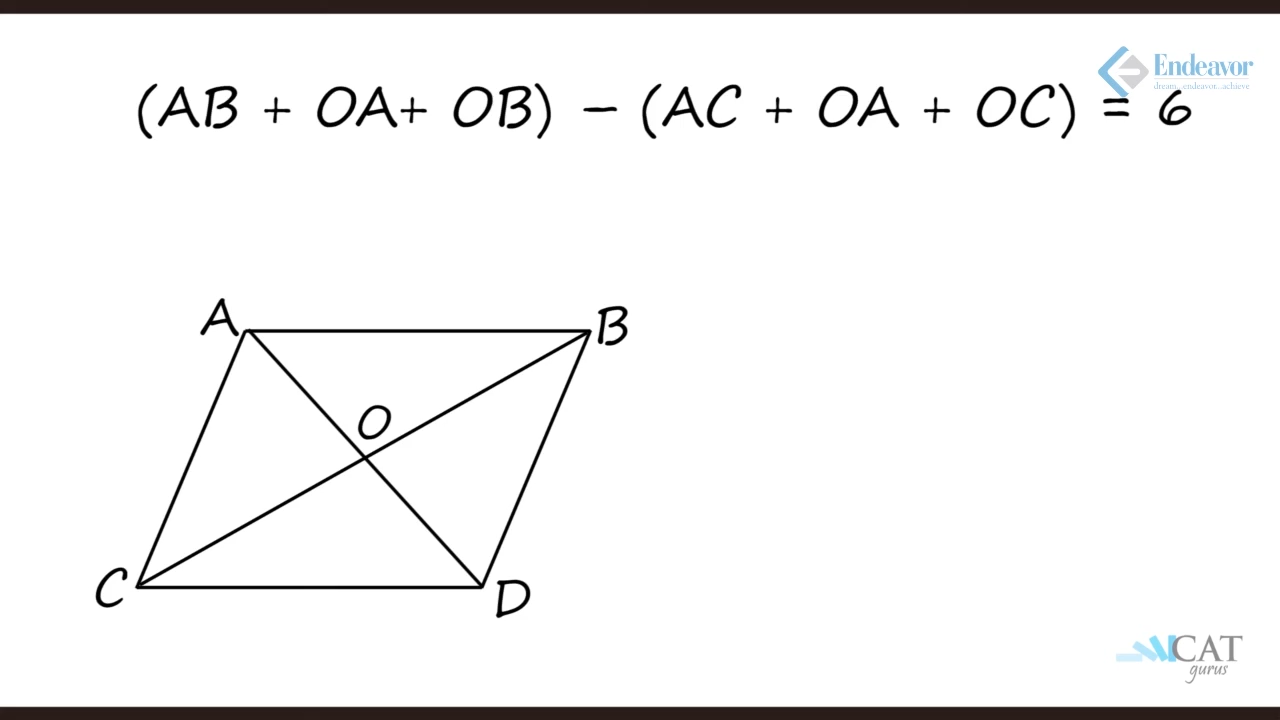 Endeavor
dream...endeavor...achieve
(AB + OA+ OB) – (AC + OA + OC) = 6
A
B
O
C
D
CAT
gurus